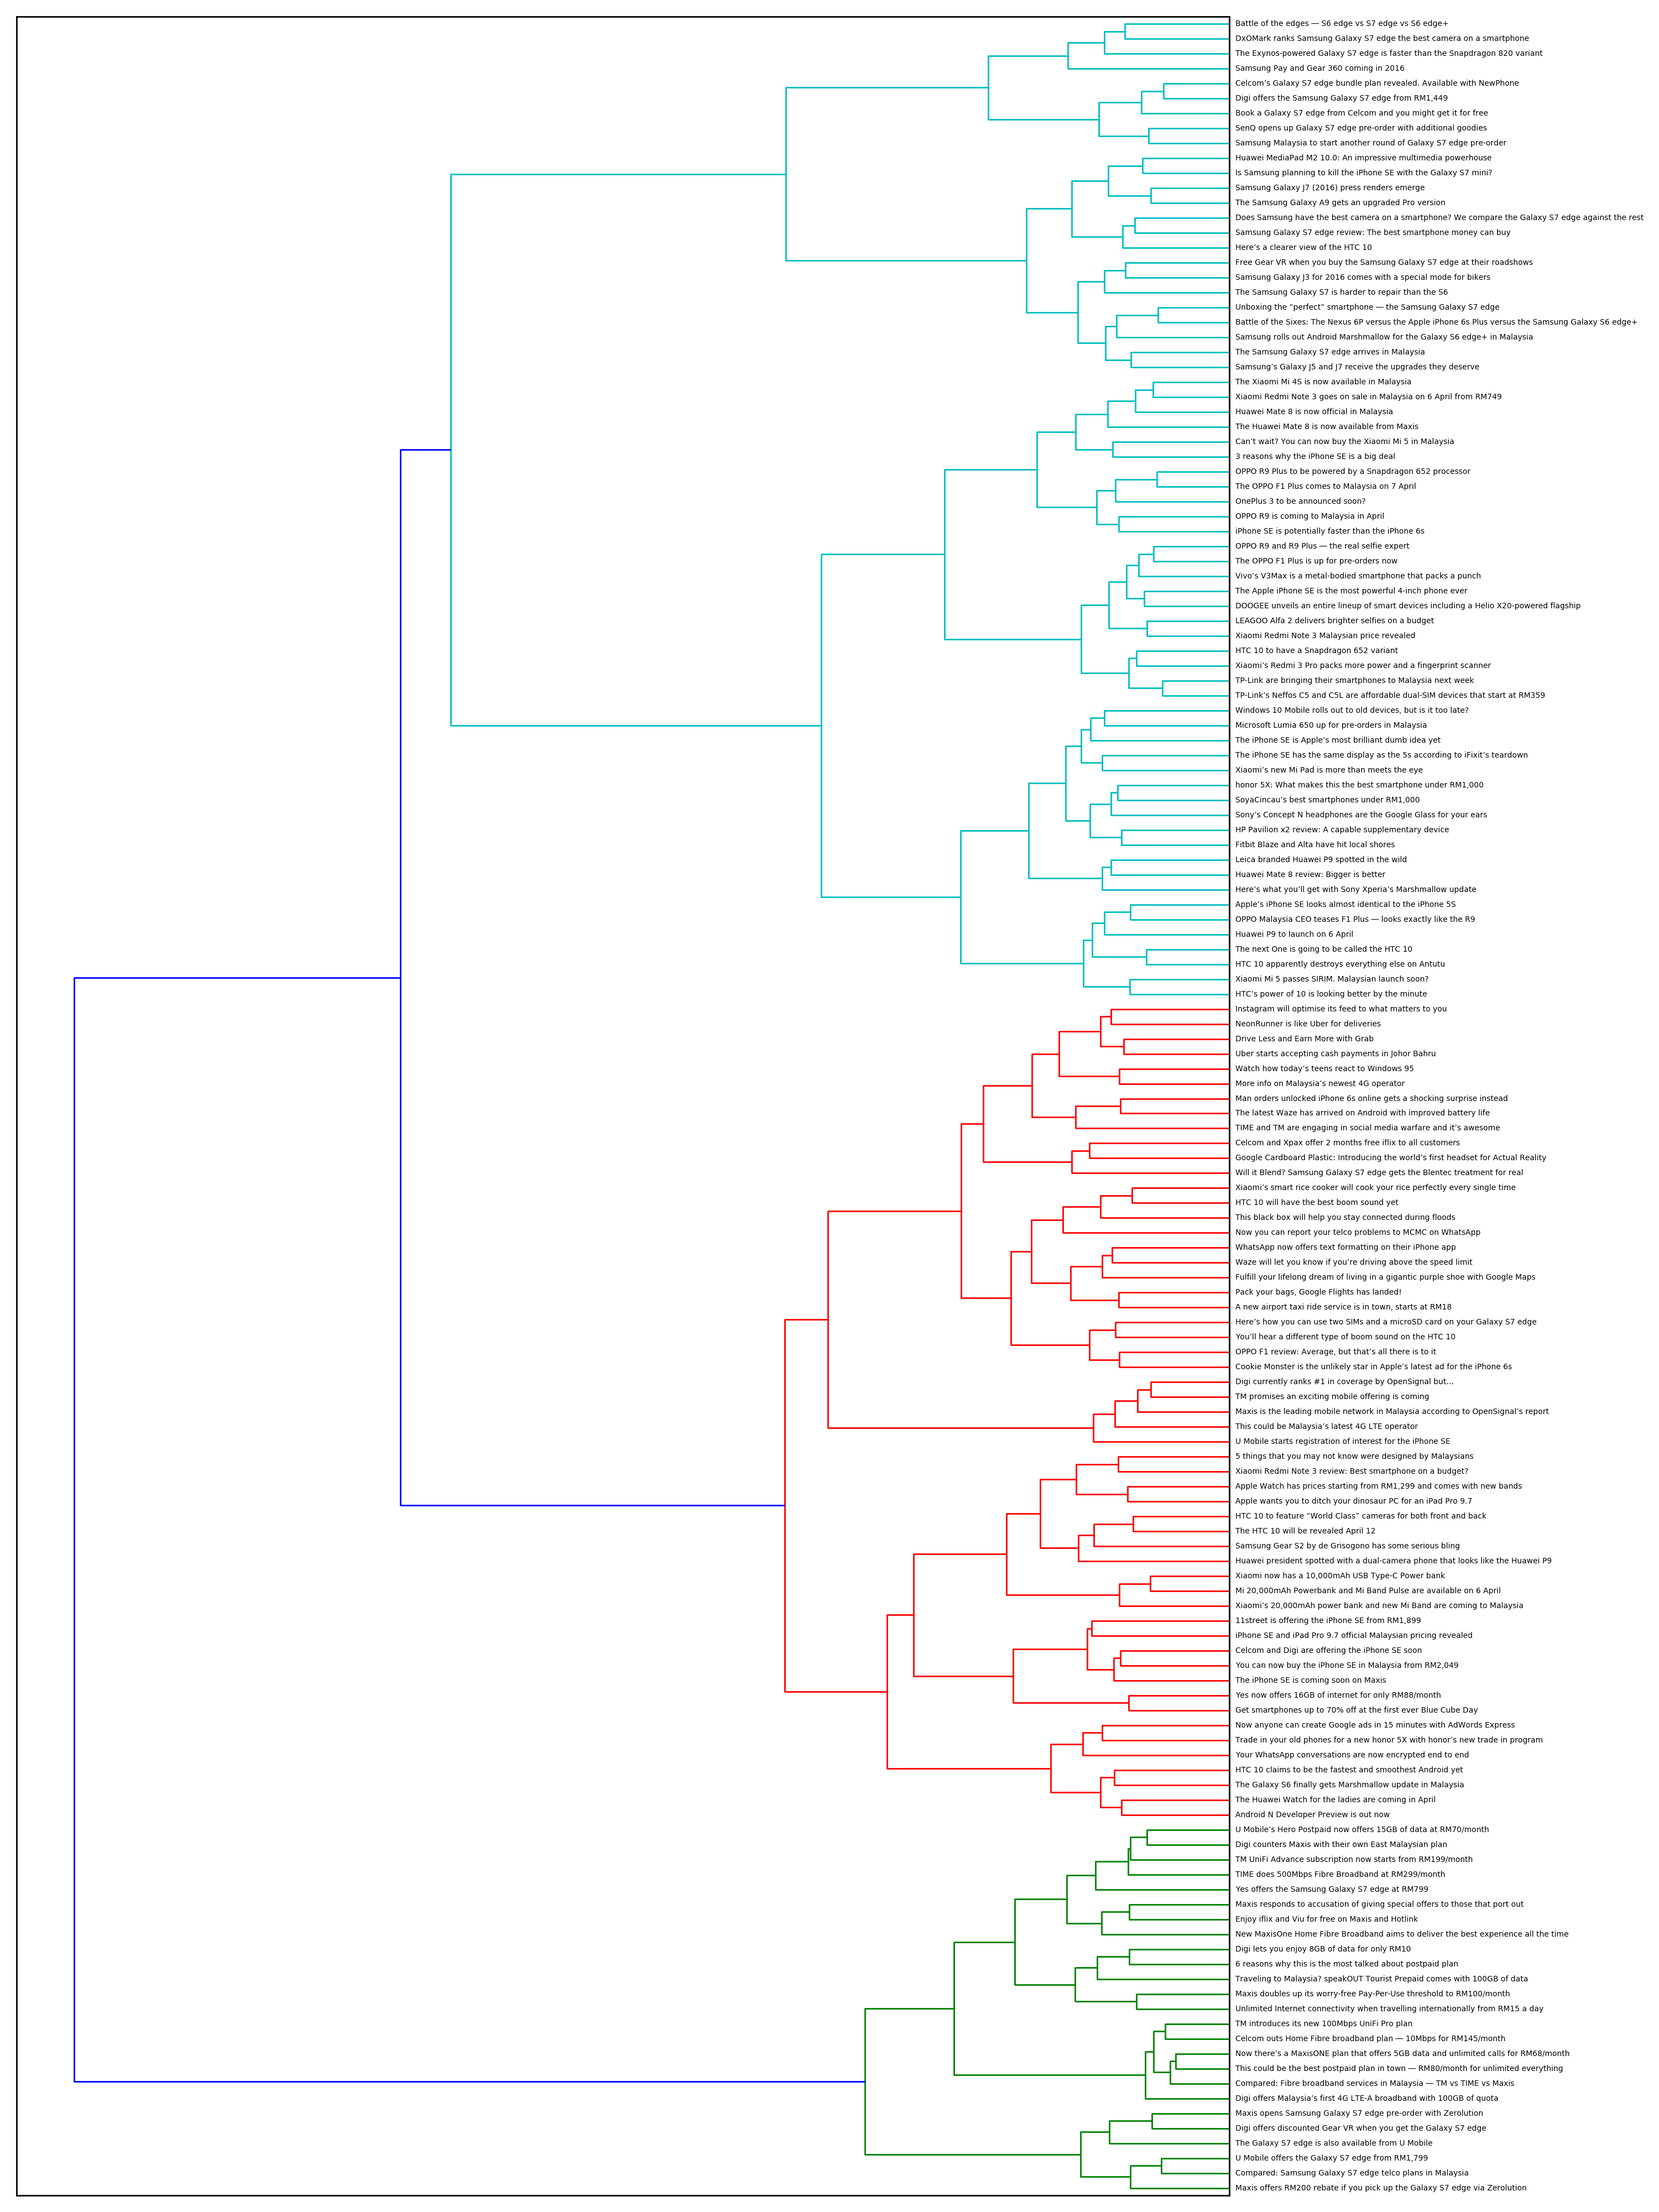 Battle of the edges — S6 edge vs S7 edge vs S6 edge+
DxOMark ranks Samsung Galaxy S7 edge the best camera on a smartphone
The Exynos-powered Galaxy S7 edge is faster than the Snapdragon 820 variant
Samsung Pay and Gear 360 coming in 2016
Celcom’s Galaxy S7 edge bundle plan revealed. Available with NewPhone
Digi offers the Samsung Galaxy S7 edge from RM1,449
Book a Galaxy S7 edge from Celcom and you might get it for free
SenQ opens up Galaxy S7 edge pre-order with additional goodies
Samsung Malaysia to start another round of Galaxy S7 edge pre-order
Huawei MediaPad M2 10.0: An impressive multimedia powerhouse
Is Samsung planning to kill the iPhone SE with the Galaxy S7 mini?
Samsung Galaxy J7 (2016) press renders emerge
The Samsung Galaxy A9 gets an upgraded Pro version
Does Samsung have the best camera on a smartphone? We compare the Galaxy S7 edge against the rest
Samsung Galaxy S7 edge review: The best smartphone money can buy
Here’s a clearer view of the HTC 10
Free Gear VR when you buy the Samsung Galaxy S7 edge at their roadshows
Samsung Galaxy J3 for 2016 comes with a special mode for bikers
The Samsung Galaxy S7 is harder to repair than the S6
Unboxing the “perfect” smartphone — the Samsung Galaxy S7 edge
Battle of the Sixes: The Nexus 6P versus the Apple iPhone 6s Plus versus the Samsung Galaxy S6 edge+
Samsung rolls out Android Marshmallow for the Galaxy S6 edge+ in Malaysia
The Samsung Galaxy S7 edge arrives in Malaysia
Samsung’s Galaxy J5 and J7 receive the upgrades they deserve
The Xiaomi Mi 4S is now available in Malaysia
Xiaomi Redmi Note 3 goes on sale in Malaysia on 6 April from RM749
Huawei Mate 8 is now official in Malaysia
The Huawei Mate 8 is now available from Maxis
Can’t wait? You can now buy the Xiaomi Mi 5 in Malaysia
3 reasons why the iPhone SE is a big deal
OPPO R9 Plus to be powered by a Snapdragon 652 processor
The OPPO F1 Plus comes to Malaysia on 7 April
OnePlus 3 to be announced soon?
OPPO R9 is coming to Malaysia in April
iPhone SE is potentially faster than the iPhone 6s
OPPO R9 and R9 Plus — the real selfie expert
The OPPO F1 Plus is up for pre-orders now
Vivo’s V3Max is a metal-bodied smartphone that packs a punch
The Apple iPhone SE is the most powerful 4-inch phone ever
DOOGEE unveils an entire lineup of smart devices including a Helio X20-powered flagship
LEAGOO Alfa 2 delivers brighter selfies on a budget
Xiaomi Redmi Note 3 Malaysian price revealed
HTC 10 to have a Snapdragon 652 variant
Xiaomi’s Redmi 3 Pro packs more power and a fingerprint scanner
TP-Link are bringing their smartphones to Malaysia next week
TP-Link’s Neffos C5 and C5L are affordable dual-SIM devices that start at RM359
Windows 10 Mobile rolls out to old devices, but is it too late?
Microsoft Lumia 650 up for pre-orders in Malaysia
The iPhone SE is Apple’s most brilliant dumb idea yet
The iPhone SE has the same display as the 5s according to iFixit’s teardown
Xiaomi’s new Mi Pad is more than meets the eye
honor 5X: What makes this the best smartphone under RM1,000
SoyaCincau’s best smartphones under RM1,000
Sony’s Concept N headphones are the Google Glass for your ears
HP Pavilion x2 review: A capable supplementary device
Fitbit Blaze and Alta have hit local shores
Leica branded Huawei P9 spotted in the wild
Huawei Mate 8 review: Bigger is better
Here’s what you’ll get with Sony Xperia’s Marshmallow update
Apple’s iPhone SE looks almost identical to the iPhone 5S
OPPO Malaysia CEO teases F1 Plus — looks exactly like the R9
Huawei P9 to launch on 6 April
The next One is going to be called the HTC 10
HTC 10 apparently destroys everything else on Antutu
Xiaomi Mi 5 passes SIRIM. Malaysian launch soon?
HTC’s power of 10 is looking better by the minute
Instagram will optimise its feed to what matters to you
NeonRunner is like Uber for deliveries
Drive Less and Earn More with Grab
Uber starts accepting cash payments in Johor Bahru
Watch how today’s teens react to Windows 95
More info on Malaysia’s newest 4G operator
Man orders unlocked iPhone 6s online gets a shocking surprise instead
The latest Waze has arrived on Android with improved battery life
TIME and TM are engaging in social media warfare and it’s awesome
Celcom and Xpax offer 2 months free iflix to all customers
Google Cardboard Plastic: Introducing the world’s first headset for Actual Reality
Will it Blend? Samsung Galaxy S7 edge gets the Blentec treatment for real
Xiaomi’s smart rice cooker will cook your rice perfectly every single time
HTC 10 will have the best boom sound yet
This black box will help you stay connected during floods
Now you can report your telco problems to MCMC on WhatsApp
WhatsApp now offers text formatting on their iPhone app
Waze will let you know if you’re driving above the speed limit
Fulfill your lifelong dream of living in a gigantic purple shoe with Google Maps
Pack your bags, Google Flights has landed!
A new airport taxi ride service is in town, starts at RM18
Here’s how you can use two SIMs and a microSD card on your Galaxy S7 edge
You’ll hear a different type of boom sound on the HTC 10
OPPO F1 review: Average, but that’s all there is to it
Cookie Monster is the unlikely star in Apple’s latest ad for the iPhone 6s
Digi currently ranks #1 in coverage by OpenSignal but…
TM promises an exciting mobile offering is coming
Maxis is the leading mobile network in Malaysia according to OpenSignal’s report
This could be Malaysia’s latest 4G LTE operator
U Mobile starts registration of interest for the iPhone SE
5 things that you may not know were designed by Malaysians
Xiaomi Redmi Note 3 review: Best smartphone on a budget?
Apple Watch has prices starting from RM1,299 and comes with new bands
Apple wants you to ditch your dinosaur PC for an iPad Pro 9.7
HTC 10 to feature “World Class” cameras for both front and back
The HTC 10 will be revealed April 12
Samsung Gear S2 by de Grisogono has some serious bling
Huawei president spotted with a dual-camera phone that looks like the Huawei P9
Xiaomi now has a 10,000mAh USB Type-C Power bank
Mi 20,000mAh Powerbank and Mi Band Pulse are available on 6 April
Xiaomi’s 20,000mAh power bank and new Mi Band are coming to Malaysia
11street is offering the iPhone SE from RM1,899
iPhone SE and iPad Pro 9.7 official Malaysian pricing revealed
Celcom and Digi are offering the iPhone SE soon
You can now buy the iPhone SE in Malaysia from RM2,049
The iPhone SE is coming soon on Maxis
Yes now offers 16GB of internet for only RM88/month
Get smartphones up to 70% off at the first ever Blue Cube Day
Now anyone can create Google ads in 15 minutes with AdWords Express
Trade in your old phones for a new honor 5X with honor’s new trade in program
Your WhatsApp conversations are now encrypted end to end
HTC 10 claims to be the fastest and smoothest Android yet
The Galaxy S6 finally gets Marshmallow update in Malaysia
The Huawei Watch for the ladies are coming in April
Android N Developer Preview is out now
U Mobile’s Hero Postpaid now offers 15GB of data at RM70/month
Digi counters Maxis with their own East Malaysian plan
TM UniFi Advance subscription now starts from RM199/month
TIME does 500Mbps Fibre Broadband at RM299/month
Yes offers the Samsung Galaxy S7 edge at RM799
Maxis responds to accusation of giving special offers to those that port out
Enjoy iflix and Viu for free on Maxis and Hotlink
New MaxisOne Home Fibre Broadband aims to deliver the best experience all the time
Digi lets you enjoy 8GB of data for only RM10
6 reasons why this is the most talked about postpaid plan
Traveling to Malaysia? speakOUT Tourist Prepaid comes with 100GB of data
Maxis doubles up its worry-free Pay-Per-Use threshold to RM100/month
Unlimited Internet connectivity when travelling internationally from RM15 a day
TM introduces its new 100Mbps UniFi Pro plan
Celcom outs Home Fibre broadband plan — 10Mbps for RM145/month
Now there’s a MaxisONE plan that offers 5GB data and unlimited calls for RM68/month
This could be the best postpaid plan in town — RM80/month for unlimited everything
Compared: Fibre broadband services in Malaysia — TM vs TIME vs Maxis
Digi offers Malaysia’s first 4G LTE-A broadband with 100GB of quota
Maxis opens Samsung Galaxy S7 edge pre-order with Zerolution
Digi offers discounted Gear VR when you get the Galaxy S7 edge
The Galaxy S7 edge is also available from U Mobile
U Mobile offers the Galaxy S7 edge from RM1,799
Compared: Samsung Galaxy S7 edge telco plans in Malaysia
Maxis offers RM200 rebate if you pick up the Galaxy S7 edge via Zerolution